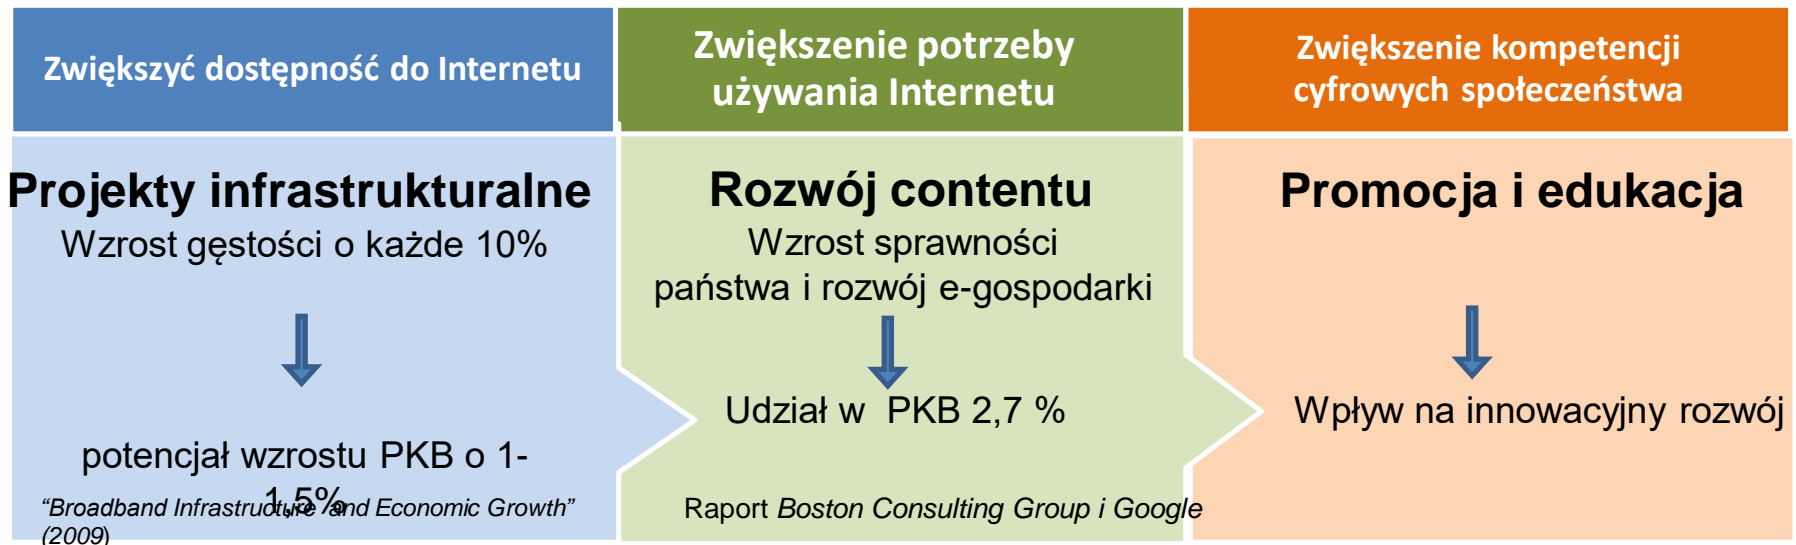 Zwiększyć dostępność do Internetu
Projekty infrastrukturalne
Wzrost gęstości o każde 10%
potencjał wzrostu PKB o 1-
1,5%
“Broadband Infrastructure and Economic Growth”
(2009)
Zwiększenie potrzeby
używania Internetu
Rozwój contentu
Wzrost sprawności
państwa i rozwój e-gospodarki
Udział w PKB 2,7 %
Raport Boston Consulting Group i Google
Zwiększenie kompetencji
cyfrowych społeczeństwa
Promocja i edukacja
Wpływ na innowacyjny rozwój